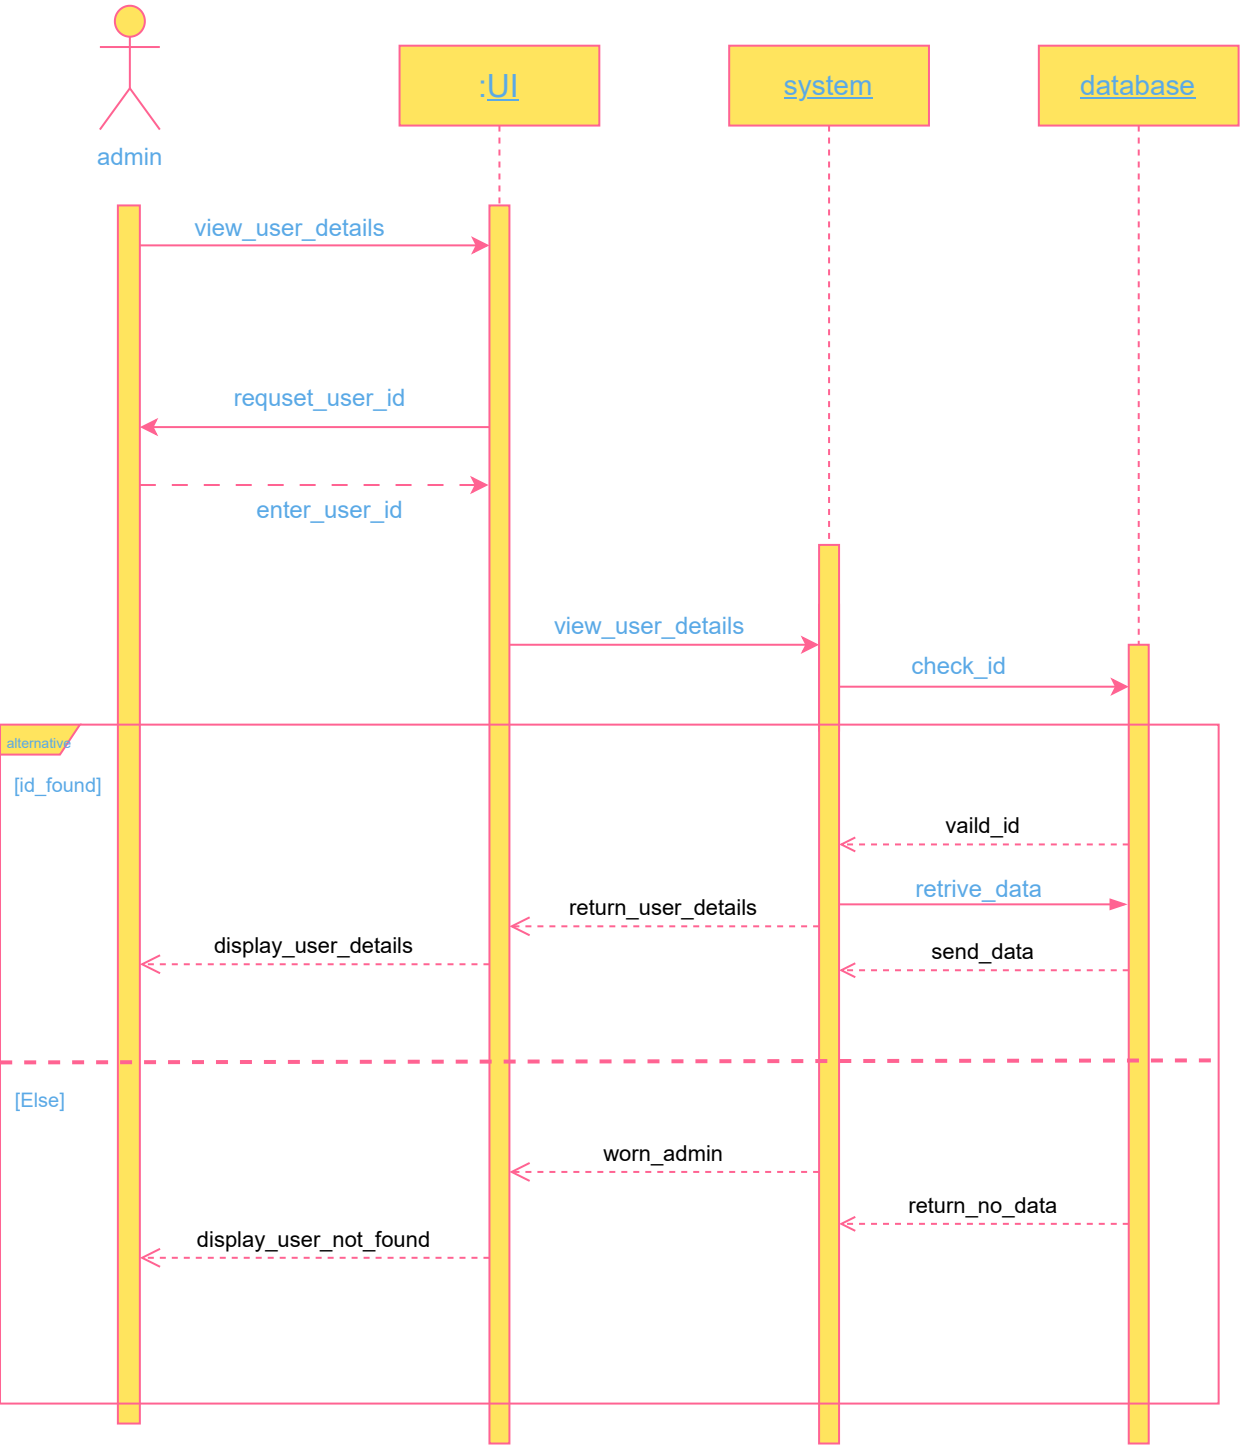 :UI
system
database
admin
view_user_details
requset_user_id
enter_user_id
view_user_details
check_id
alternative
[id_found]
vaild_id
retrive_data
return_user_details
display_user_details
send_data
[Else]
worn_admin
return_no_data
display_user_not_found